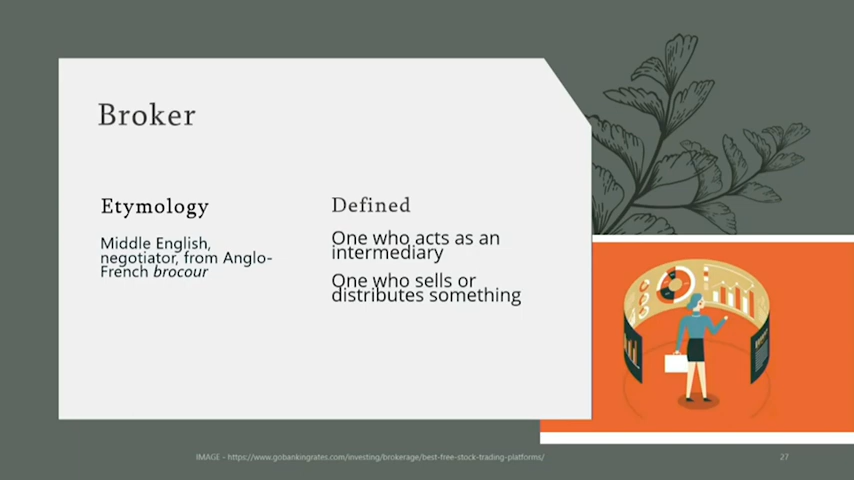 Broker
Etymology
Middle English,
negotiator, from Anglo-
French brocour
Defined
One who acts as an
intermediary
One who sells or
distributes something
IMAGE - https://www.gobankingrates.com/investing/brokerage/best-free-stock-trading-platforms/
27